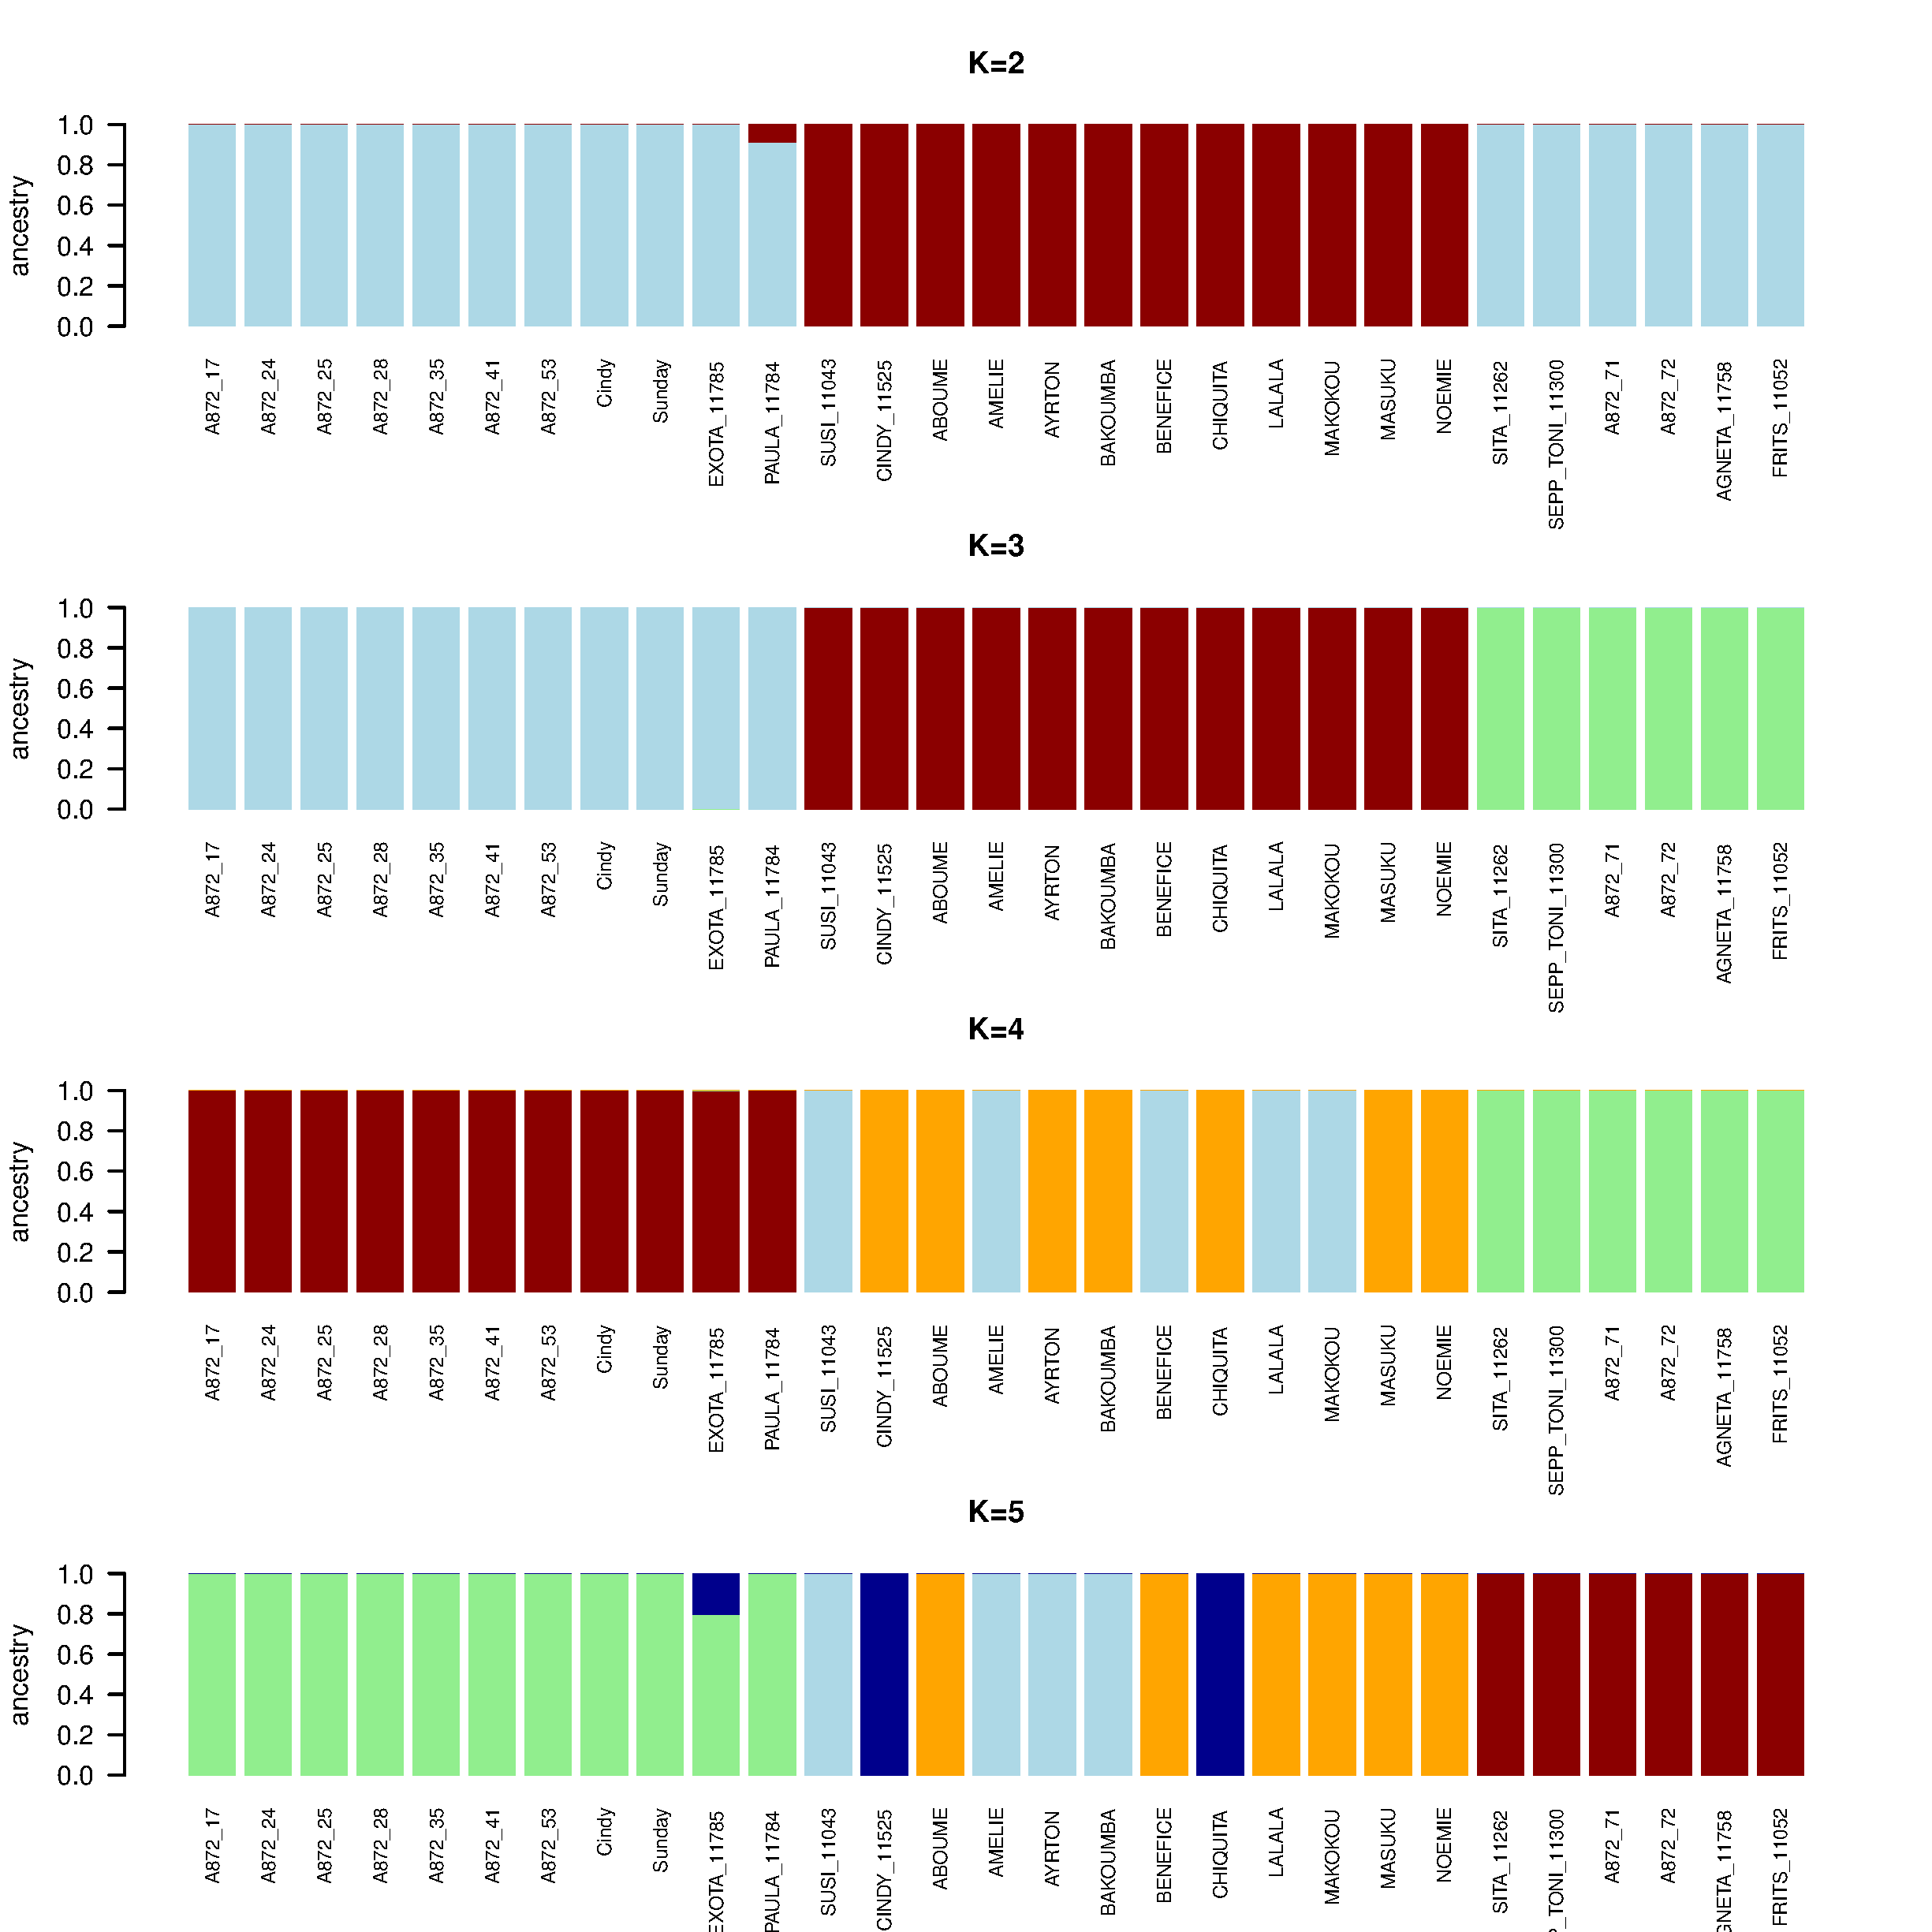 K=2
ancestry
1.0
0.8
0.6
0.4
0.2
0.0
A872_17
A872_24
A872_25
A872_28
A872_35
A872_41
A872_53
Cindy
Sunday
EXOTA_11785
PAULA_11784
SUSI_11043
CINDY_11525
ABOUME
AMELIE
AYRTON
BAKOUMBA
BENEFICE
CHIQUITA
LALALA
MAKOKOU
MASUKU
NOEMIE
SITA_11262
SEPP_TONI_11300
A872_71
A872_72
AGNETA_11758
FRITS_11052
K=3
ancestry
1.0
0.8
0.6
0.4
0.2
0.0
A872_17
A872_24
A872_25
A872_28
A872_35
A872_41
A872_53
Cindy
Sunday
EXOTA_11785
PAULA_11784
SUSI_11043
CINDY_11525
ABOUME
AMELIE
AYRTON
BAKOUMBA
BENEFICE
CHIQUITA
LALALA
MAKOKOU
MASUKU
NOEMIE
SITA_11262
SEPP_TONI_11300
A872_71
A872_72
AGNETA_11758
FRITS_11052
K=4
ancestry
1.0
0.8
0.6
0.4
0.2
0.0
A872_17
A872_24
A872_25
A872_28
A872_35
A872_41
A872_53
Cindy
Sunday
EXOTA_11785
PAULA_11784
SUSI_11043
CINDY_11525
ABOUME
AMELIE
AYRTON
BAKOUMBA
BENEFICE
CHIQUITA
LALALA
MAKOKOU
MASUKU
NOEMIE
SITA_11262
SEPP_TONI_11300
A872_71
A872_72
AGNETA_11758
FRITS_11052
K=5
ancestry
1.0
0.8
0.6
0.4
0.2
0.0
A872_17
A872_24
A872_25
A872_28
A872_35
A872_41
A872_53
Cindy
Sunday
EXOTA_11785
PAULA_11784
SUSI_11043
CINDY_11525
ABOUME
AMELIE
AYRTON
BAKOUMBA
BENEFICE
CHIQUITA
LALALA
MAKOKOU
MASUKU
NOEMIE
SITA_11262
P_TONI_11300
A872_71
A872_72
GNETA_11758
FRITS_11052